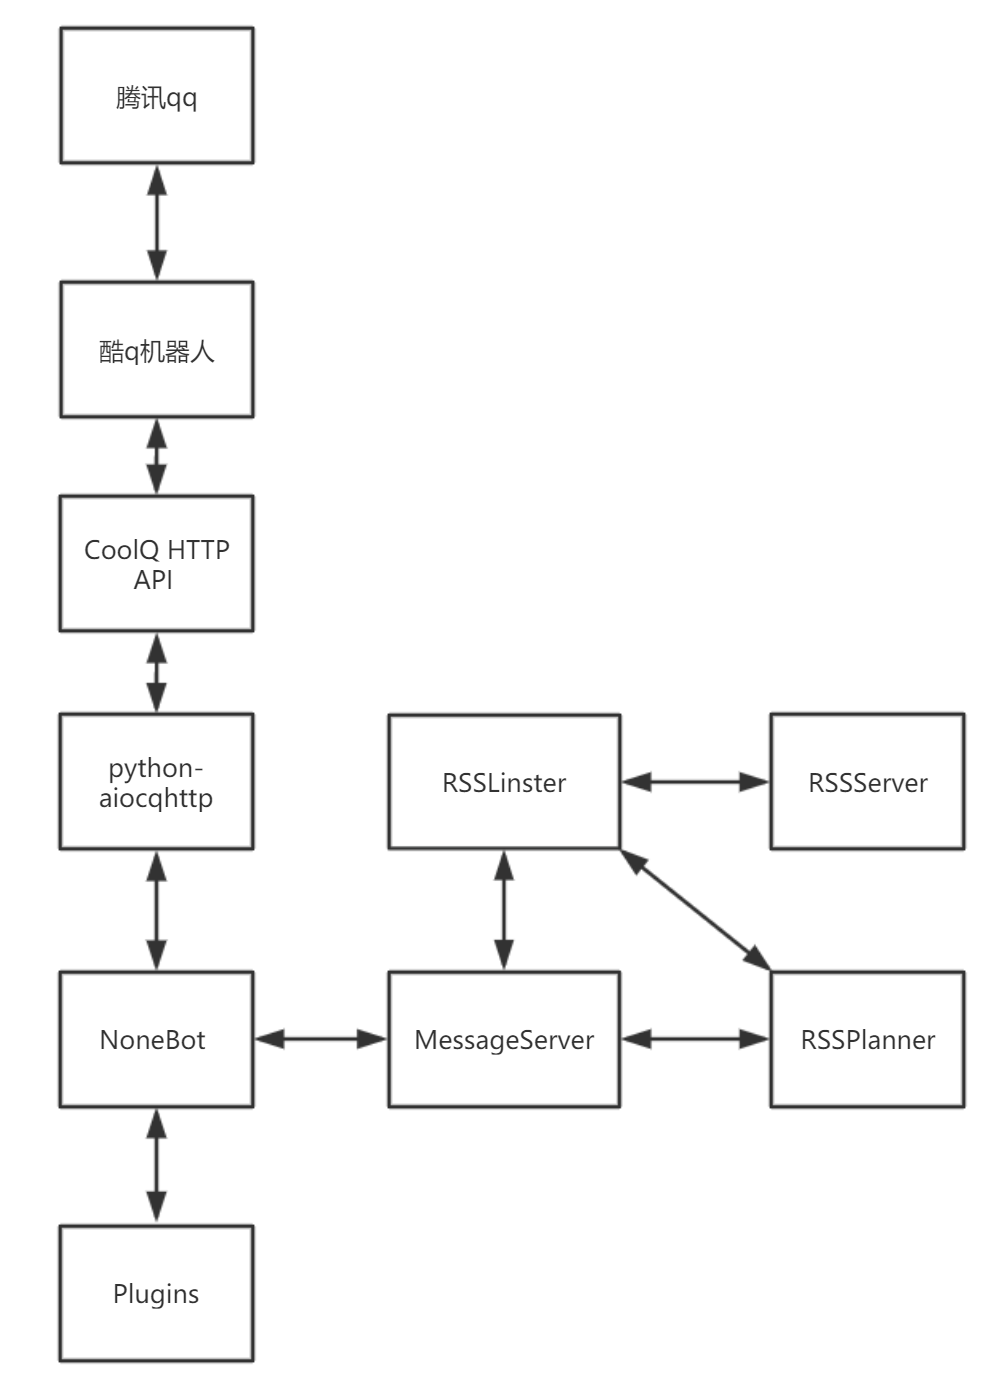 腾讯qq
酷q机器人
CoolQ HTTP
API
python-
aiocqhttp
RSSLinster
RSSServer
NoneBot
MessageServer
RSSPlanner
Plugins